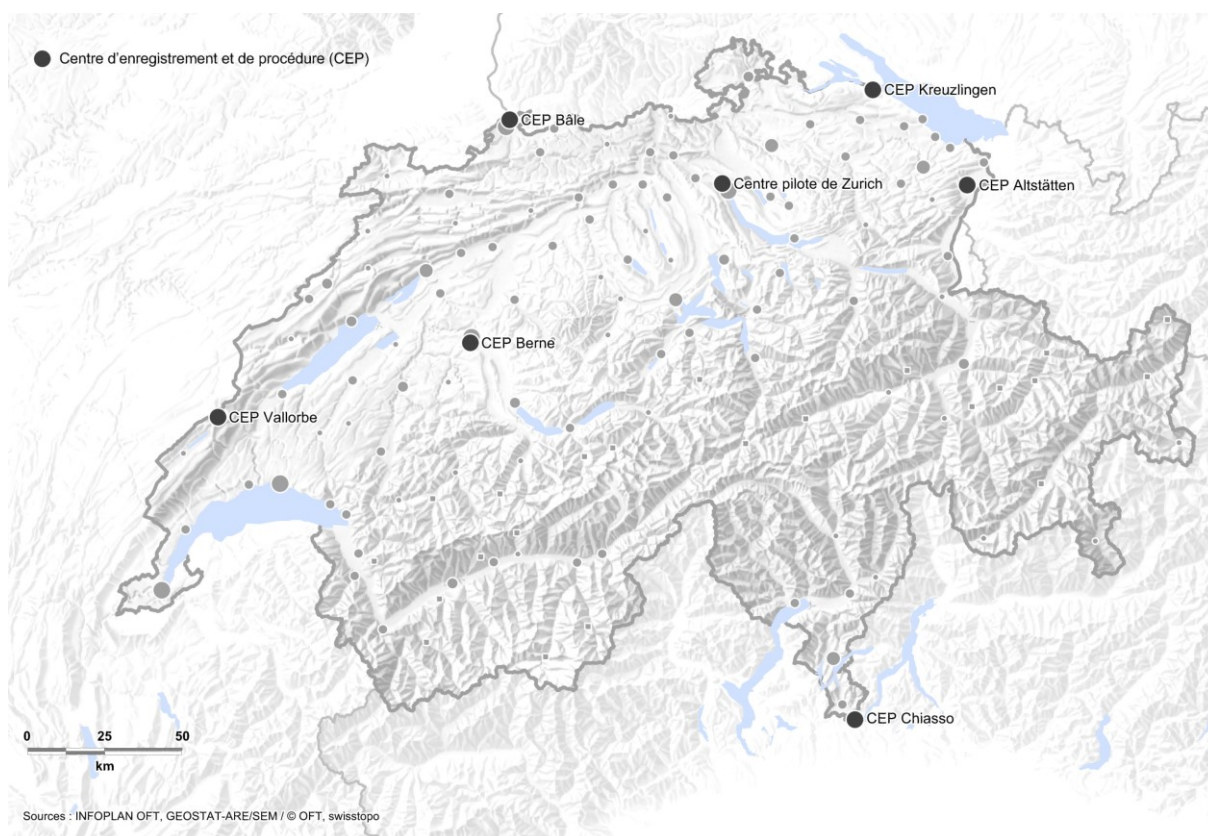 Centre d'enregistrement et de procédure (CEP)
CEP Kreuzlingen
CEP Bâle
Centre pilote de Zurich
CEP Altstätten
CEP Berne
CEP Vallorbe
CEP Chiasso
0 25 50
km
Sources : INFOPLAN OFT, GEOSTAT-ARE/SEM / © OFT, swisstopo